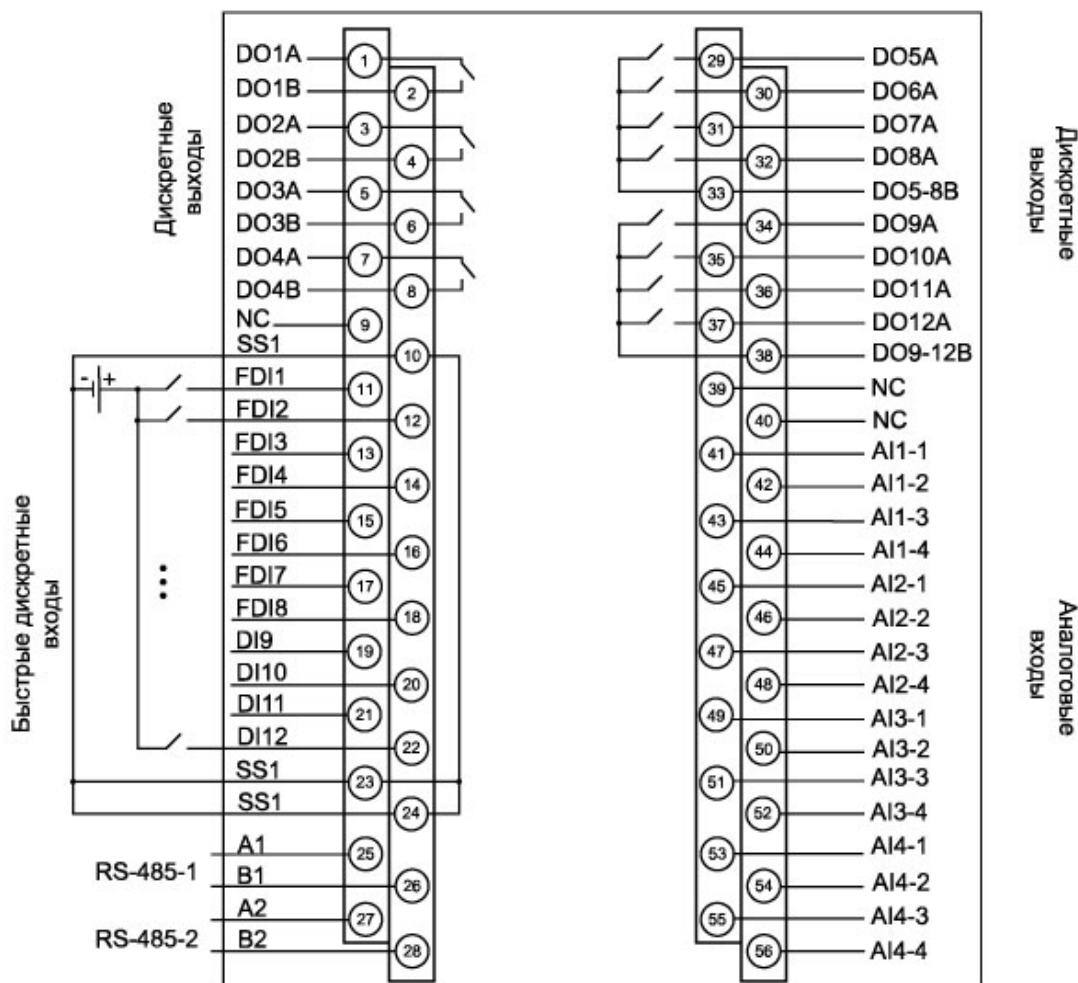 Дискретные
выходы
DO1A 1
DO1B 2
DO2A 3
DO2B 4
DO3A 5
DO3B 6
DO4A 7
DO4B 8
NC 9
SS1 10
- +
FDI1 11
FDI2 12
FDI3 13
FDI4 14
FDI5 15
FDI6 16
FDI7 17
FDI8 18
DI9 19
DI10 20
DI11 21
DI12 22
SS1 23
SS1 24
Быстрые дискретные
входы
RS-485-1
A1 25
B1 26
RS-485-2
A2 27
B2 28
29 DO5A
30 DO6A
31 DO7A
32 DO8A
33 DO5-8B
34 DO9A
35 DO10A
36 DO11A
37 DO12A
38 DO9-12B
39 NC
40 NC
41 AI1-1
42 AI1-2
43 AI1-3
44 AI1-4
45 AI2-1
46 AI2-2
47 AI2-3
48 AI2-4
49 AI3-1
50 AI3-2
51 AI3-3
52 AI3-4
53 AI4-1
54 AI4-2
55 AI4-3
56 AI4-4
Дискретные
выходы
Аналоговые
входы